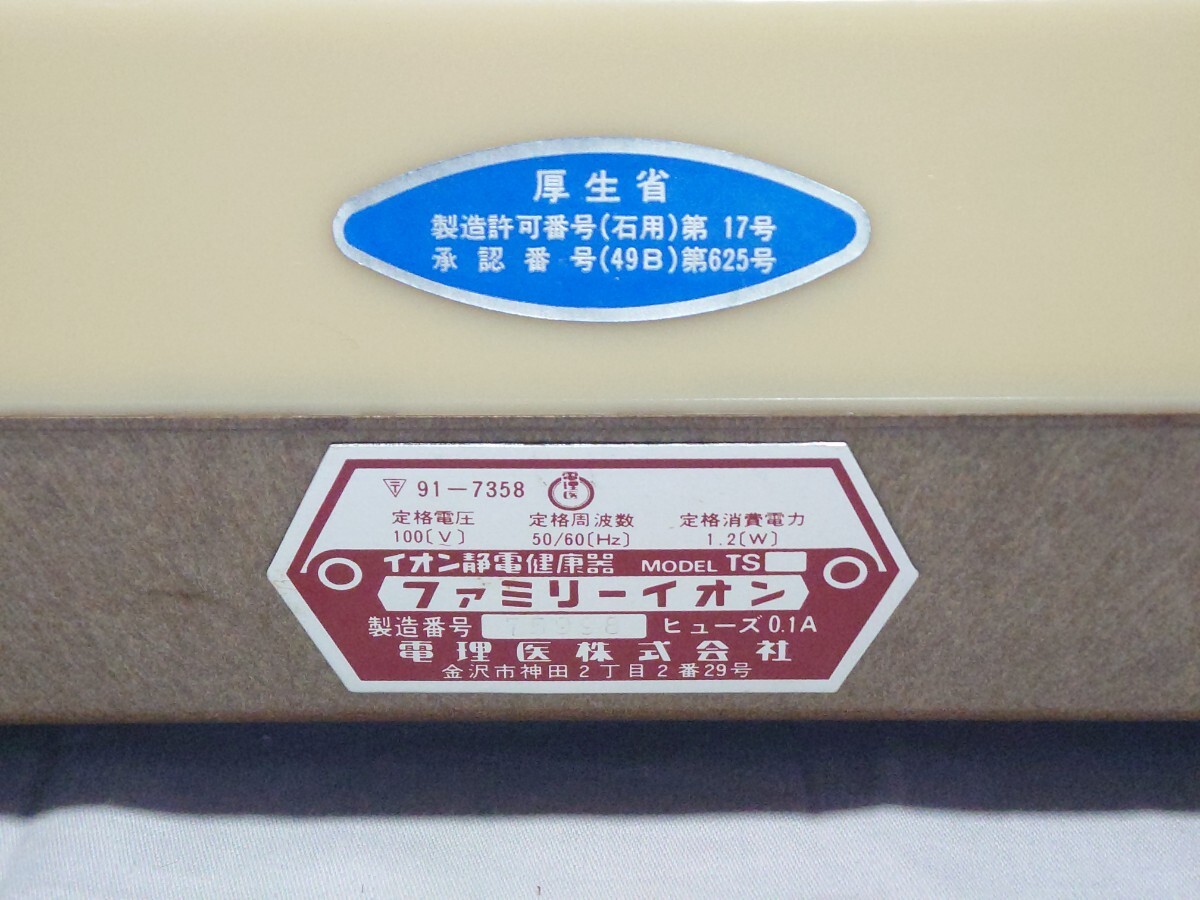 厚生省
製造許可番号(石用)第 17号
承認番号(49B)第625号
〒 91-7358 電理医
定格電圧 定格周波数 定格消費電力
100〔V〕 50/60〔Hz〕 1.2〔W〕
イオン静電健康器 MODEL TS
ファミリーイオン
製造番号 ヒューズ 0.1A
電理医株式会社
金沢市神田2丁目2番29号